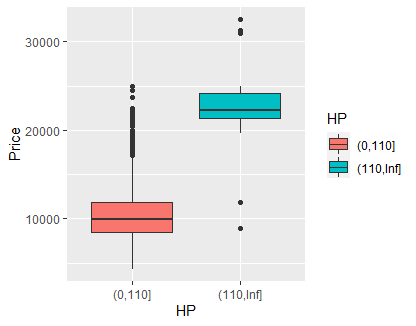 30000
20000
10000
Price
(0,110]
(110,Inf]
HP
HP
(0,110]
(110,Inf]